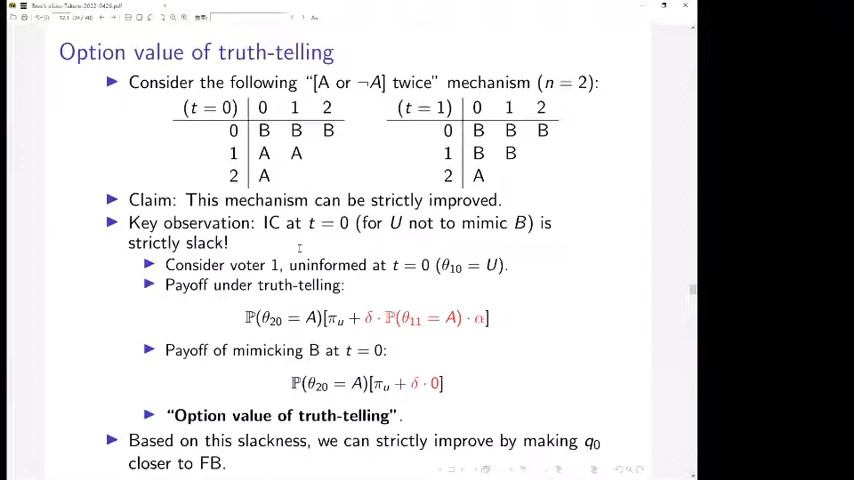 Option value of truth-telling
▶ Consider the following "[A or ¬A] twice" mechanism (n = 2):
(t = 0) | 0 1 2 (t = 1) | 0 1 2
0 | B B B 0 | B B B
1 | A A 1 | B B
2 | A 2 | A
▶ Claim: This mechanism can be strictly improved.
▶ Key observation: IC at t = 0 (for U not to mimic B) is
strictly slack!
▶ Consider voter 1, uninformed at t = 0 (θ₁₀ = U).
▶ Payoff under truth-telling:
ℙ(θ₂₀ = A)[πᵤ + δ · ℙ(θ₁₁ = A) · α]
▶ Payoff of mimicking B at t = 0:
ℙ(θ₂₀ = A)[πᵤ + δ · 0]
▶ "Option value of truth-telling".
▶ Based on this slackness, we can strictly improve by making q₀
closer to FB.